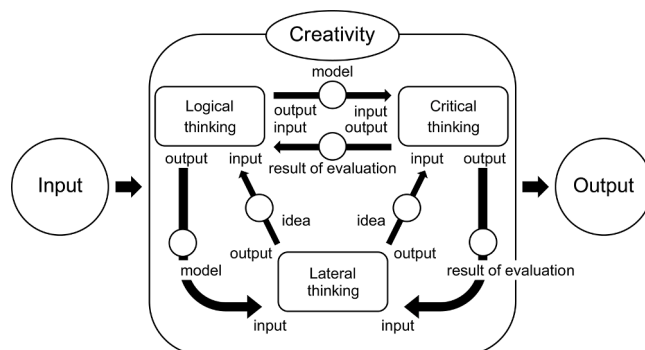 Creativity
model
Logical
thinking
output
input
input
output
Critical
thinking
output
input
result of evaluation
input
output
Input
Output
idea
idea
output
output
model
Lateral
thinking
result of evaluation
input
input